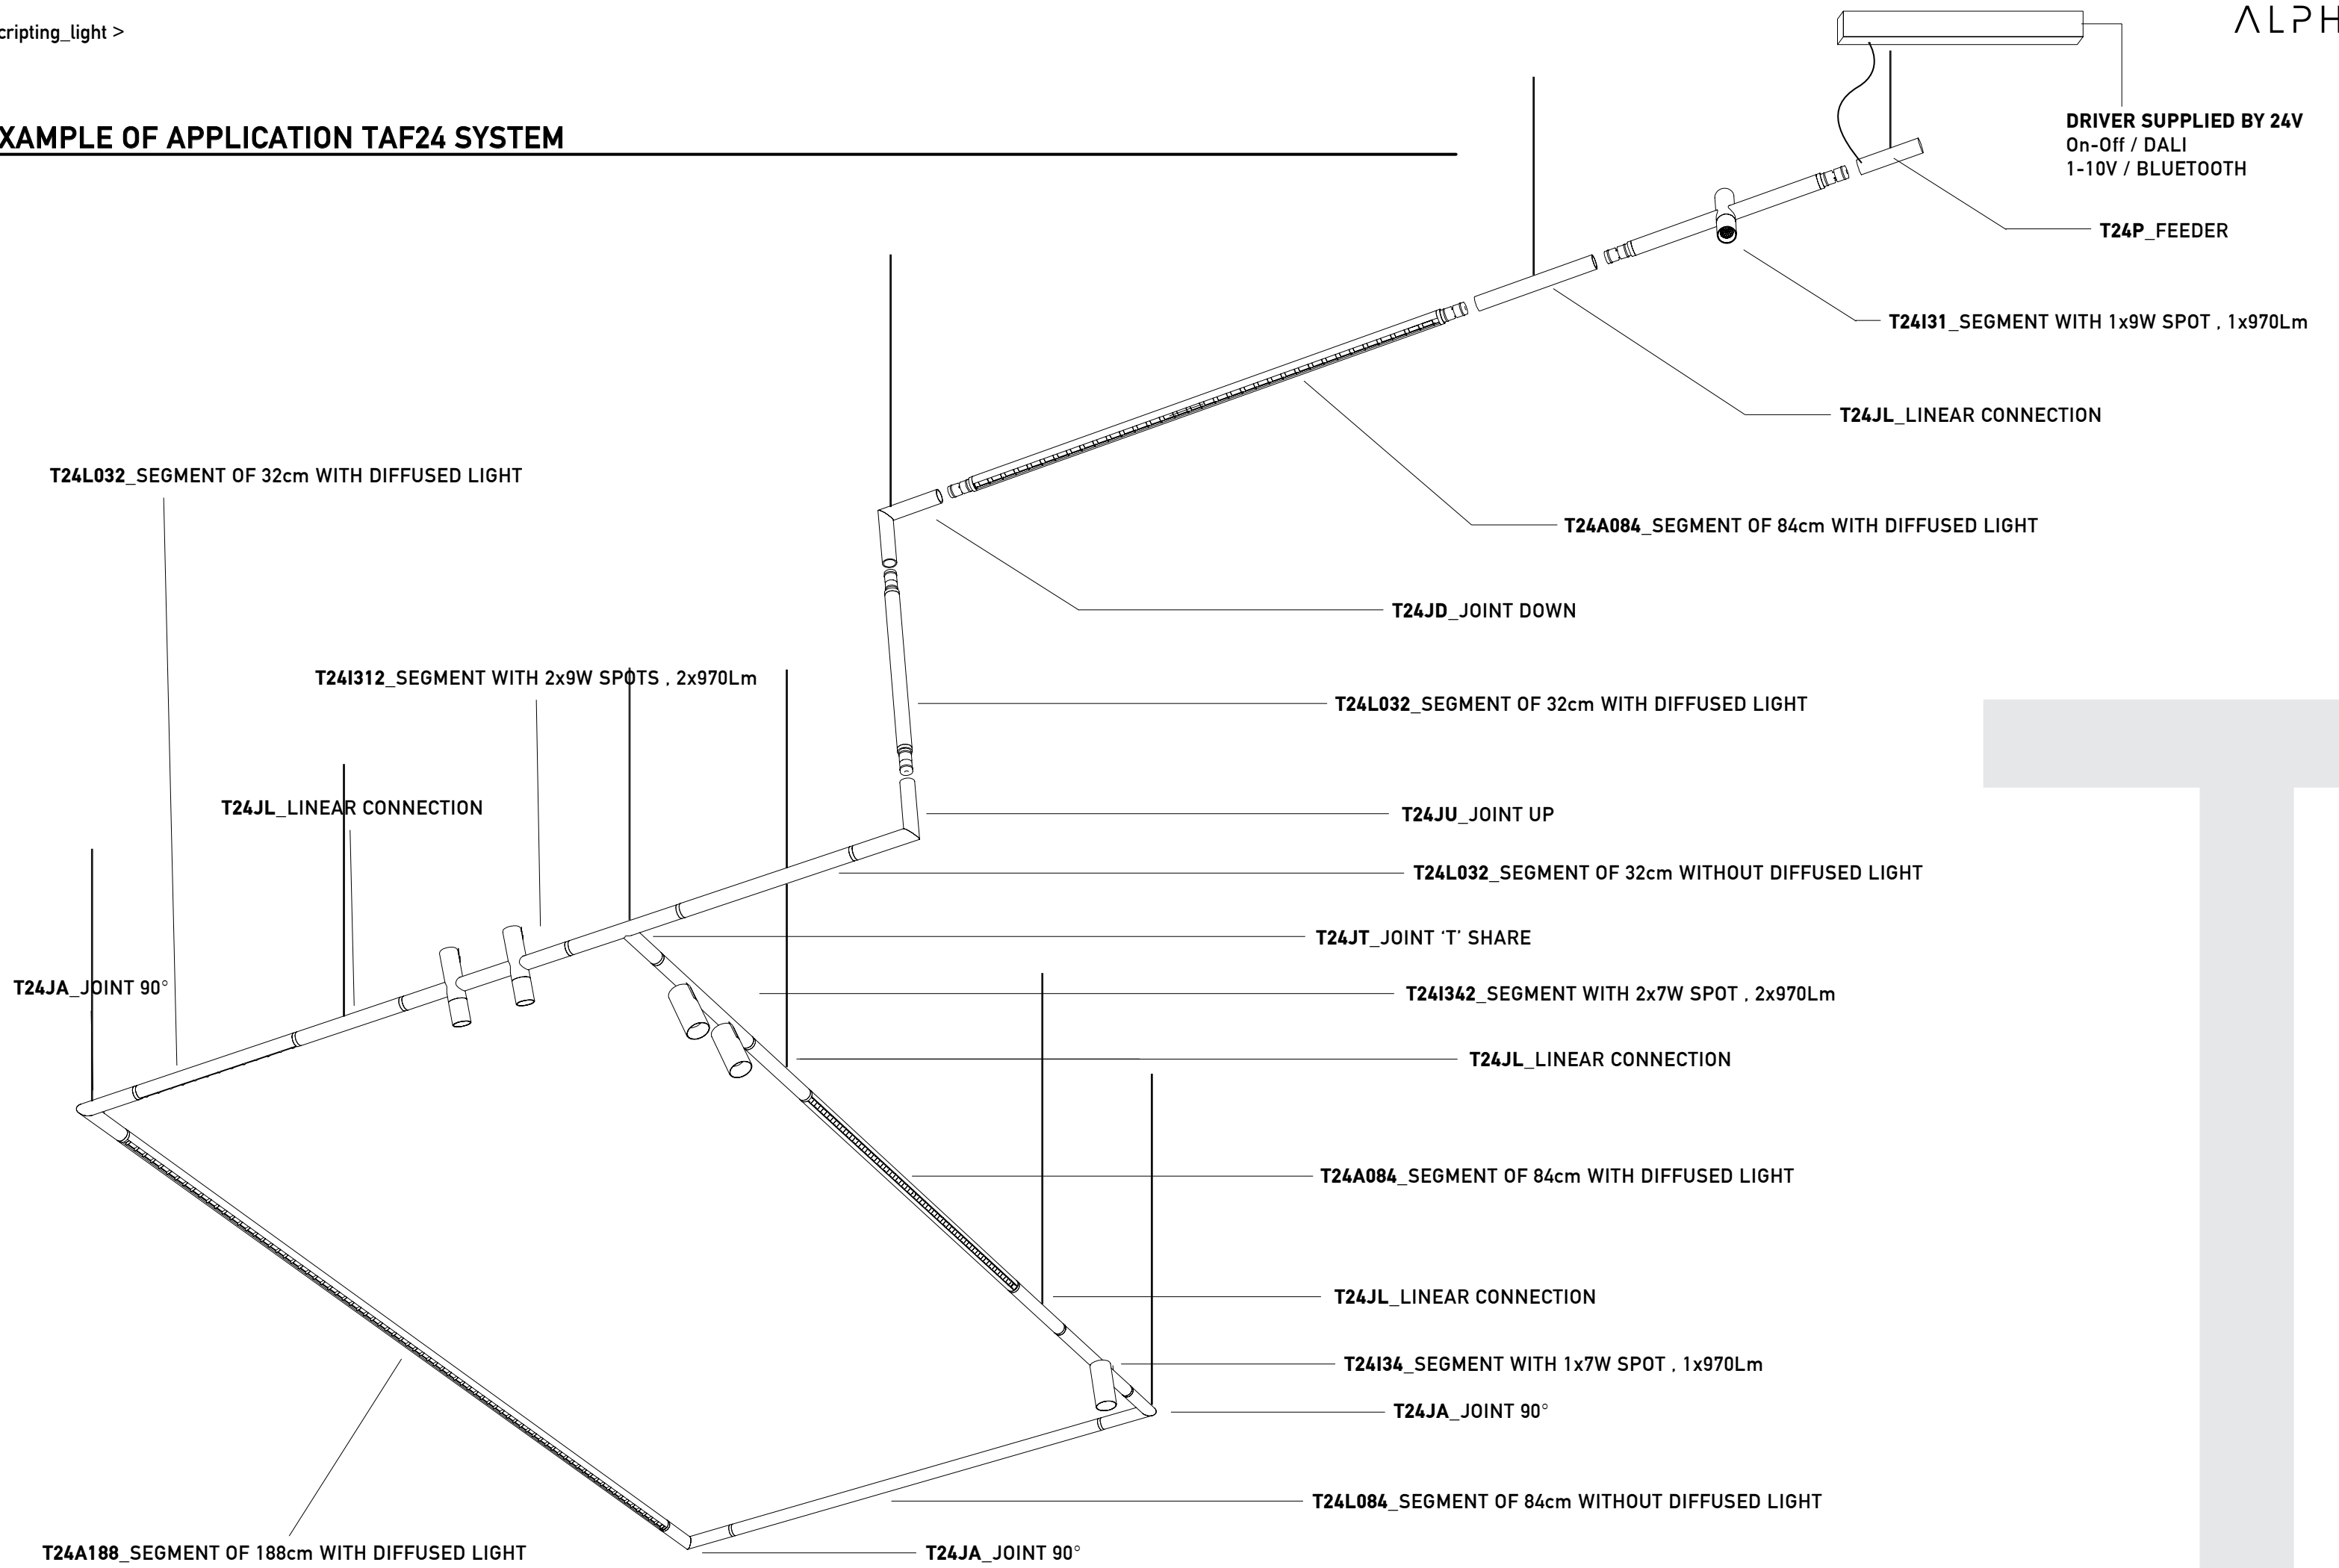 cripting_light >
ΛLPH
XAMPLE OF APPLICATION TAF24 SYSTEM
DRIVER SUPPLIED BY 24V
On-Off / DALI
1-10V / BLUETOOTH
T24P_FEEDER
T24I31_SEGMENT WITH 1x9W SPOT , 1x970Lm
T24JL_LINEAR CONNECTION
T24L032_SEGMENT OF 32cm WITH DIFFUSED LIGHT
T24A084_SEGMENT OF 84cm WITH DIFFUSED LIGHT
T24JD_JOINT DOWN
T24I312_SEGMENT WITH 2x9W SPOTS , 2x970Lm
T24L032_SEGMENT OF 32cm WITH DIFFUSED LIGHT
T24JL_LINEAR CONNECTION
T24JU_JOINT UP
T24L032_SEGMENT OF 32cm WITHOUT DIFFUSED LIGHT
T24JT_JOINT ‘T’ SHARE
T24JA_JOINT 90°
T24I342_SEGMENT WITH 2x7W SPOT , 2x970Lm
T24JL_LINEAR CONNECTION
T24A084_SEGMENT OF 84cm WITH DIFFUSED LIGHT
T24JL_LINEAR CONNECTION
T24I34_SEGMENT WITH 1x7W SPOT , 1x970Lm
T24JA_JOINT 90°
T24L084_SEGMENT OF 84cm WITHOUT DIFFUSED LIGHT
T24A188_SEGMENT OF 188cm WITH DIFFUSED LIGHT
T24JA_JOINT 90°
T